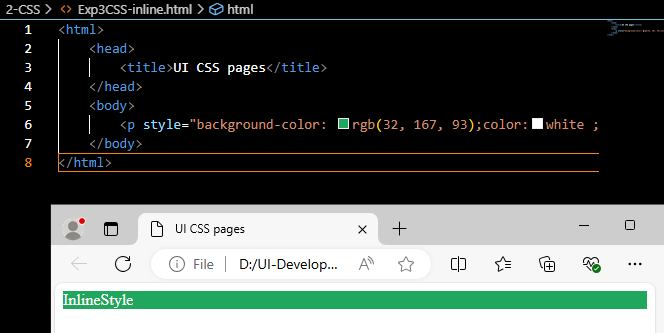 2-CSS > <> Exp3CSS-inline.html > html
1 <html>
2 <head>
3 <title>UI CSS pages</title>
4 </head>
5 <body>
6 <p style="background-color: rgb(32, 167, 93);color: white ;
7 </body>
8 </html>
UI CSS pages
File D:/UI-Develop...
InlineStyle